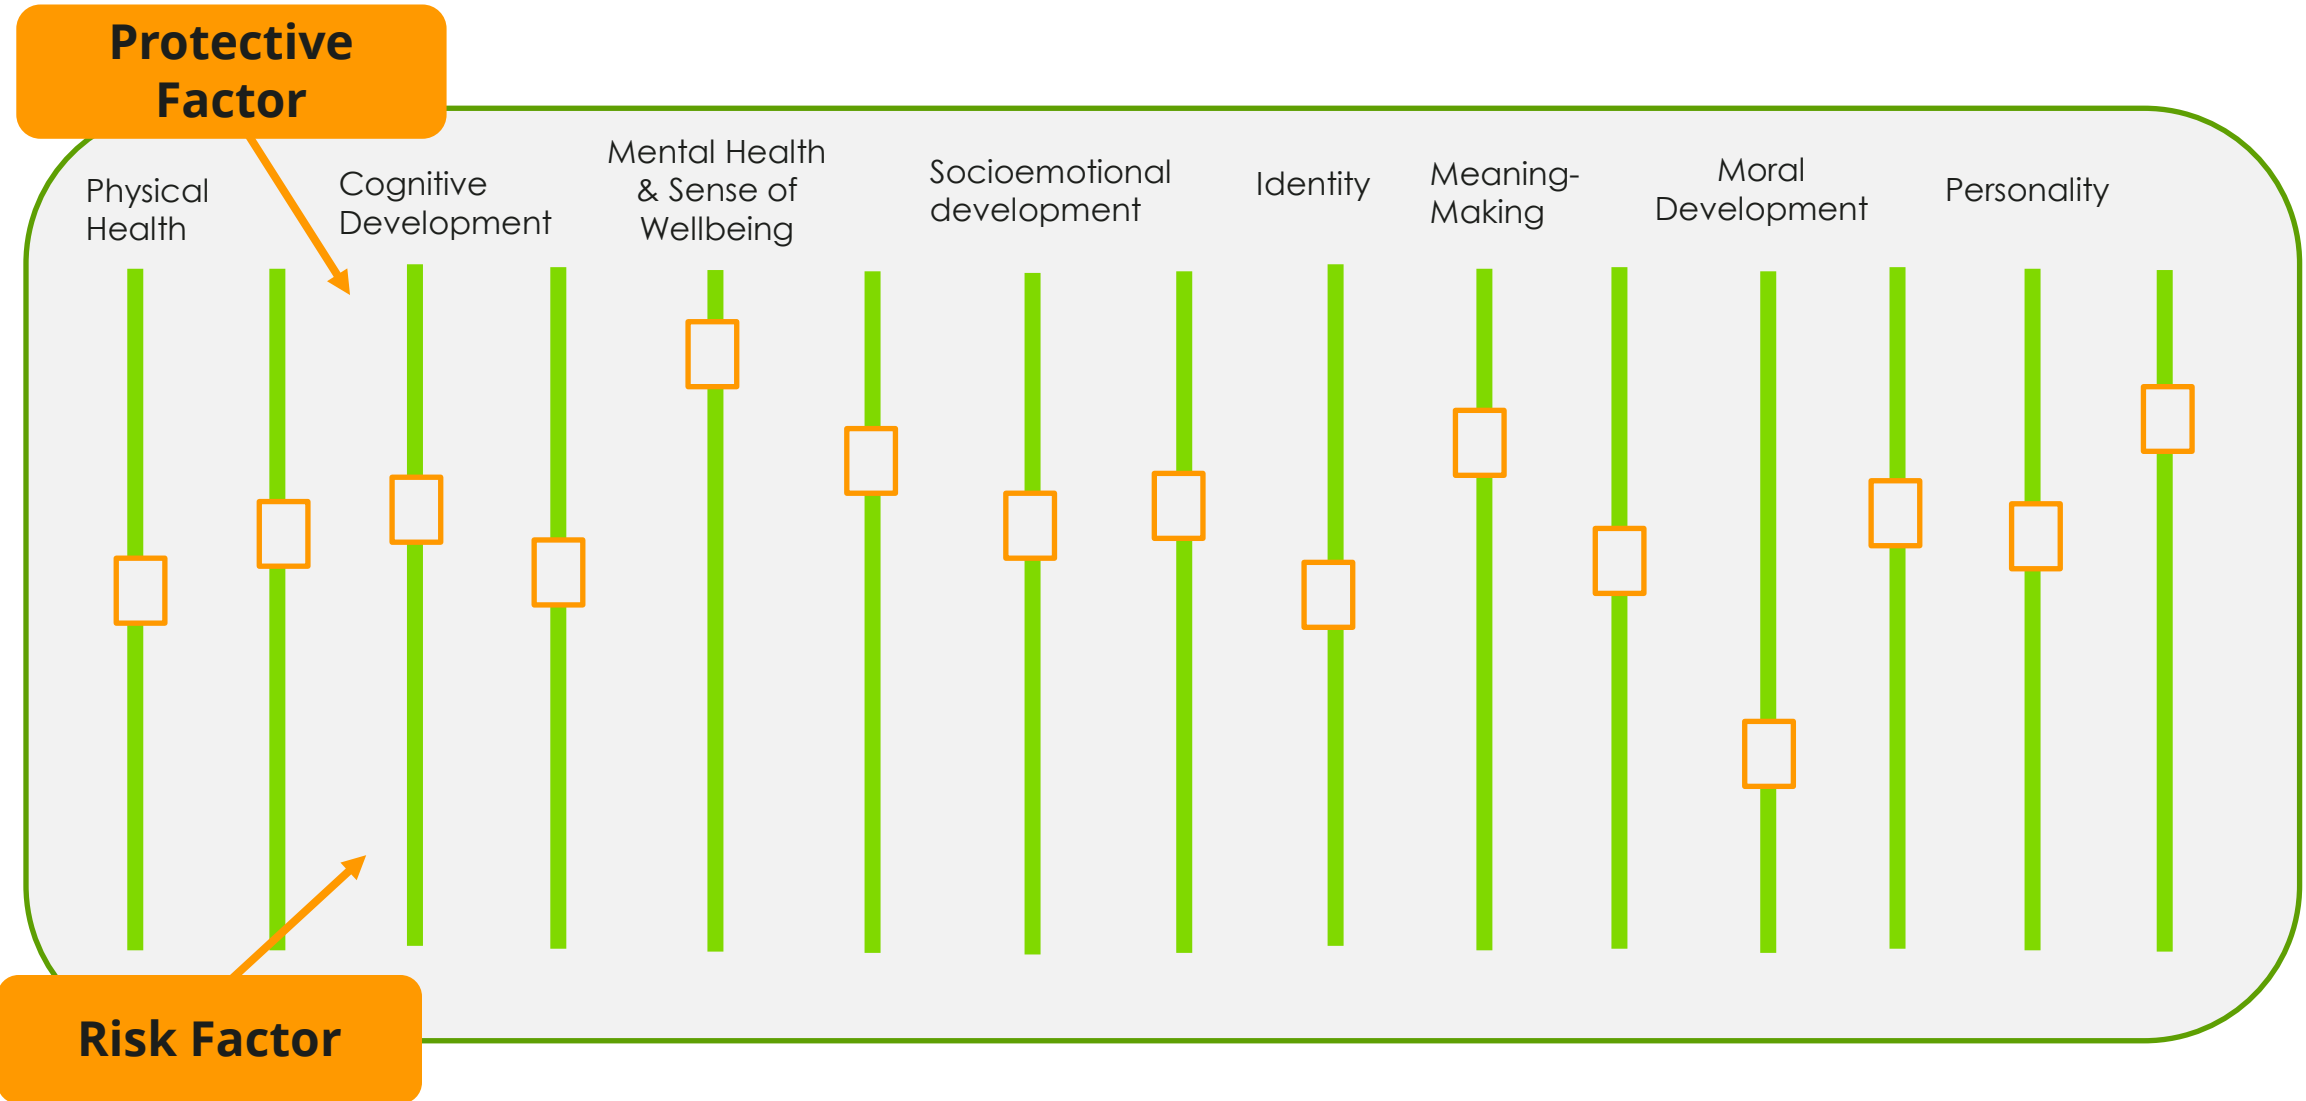 Protective
Factor
Physical
Health
Cognitive
Development
Mental Health
& Sense of
Wellbeing
Socioemotional
development
Identity
Meaning-
Making
Moral
Development
Personality
Risk Factor